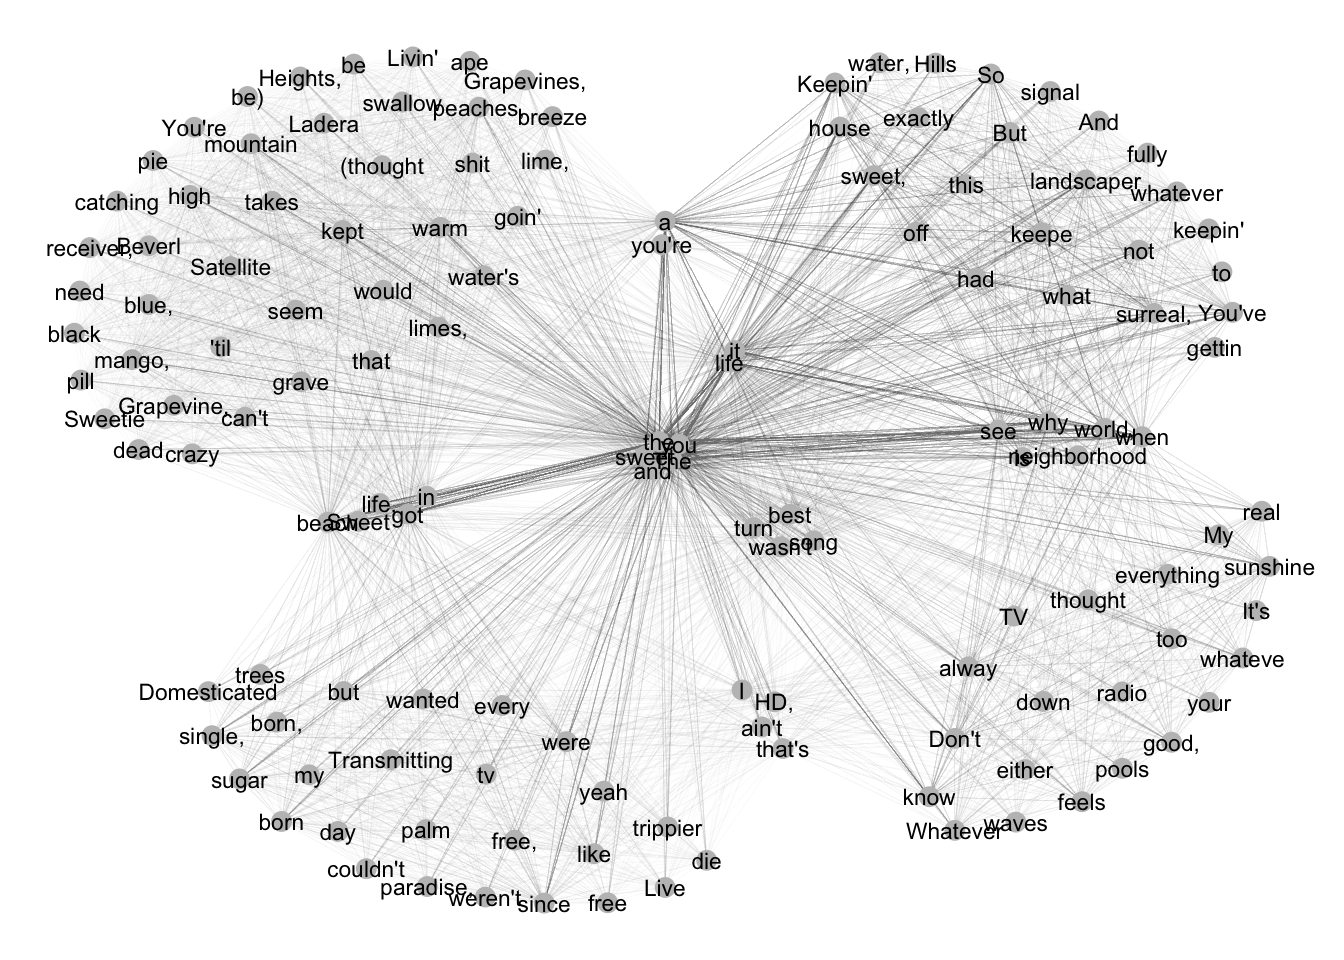 Livin'
be
ape
Heights,
Grapevines,
be)
swallow
peaches,
breeze
You're
Ladera
mountain
pie
(thought
shit
lime,
catching
high
takes
goin'
kept
warm
receiver,
Beverl
Satellite
water's
need
blue,
seem
would
limes,
black
'til
mango,
that
pill
grave
Sweetie
Grapevine,
can't
dead
crazy
water,
Hills
So
Keepin'
signal
house
exactly
But
And
fully
sweet,
this
landscaper
whatever
off
keepe
keepin'
not
had
what
to
surreal,
You've
gettin
a
you're
it
life
the
you
sweet
The
and
see
why
world,
when
is
neighborhood
life,
in
beach
Sweet
got
best
turn
wasn't
song
real
My
everything
sunshine
thought
TV
It's
too
whateve
alway
down
radio
your
Don't
good,
either
pools
know
feels
Whatever
waves
trees
Domesticated
but
wanted
every
born,
single,
were
Transmitting
sugar
my
tv
yeah
born
day
palm
free,
trippier
like
die
couldn't
paradise,
weren't
since
free
Live
I
HD,
ain't
that's